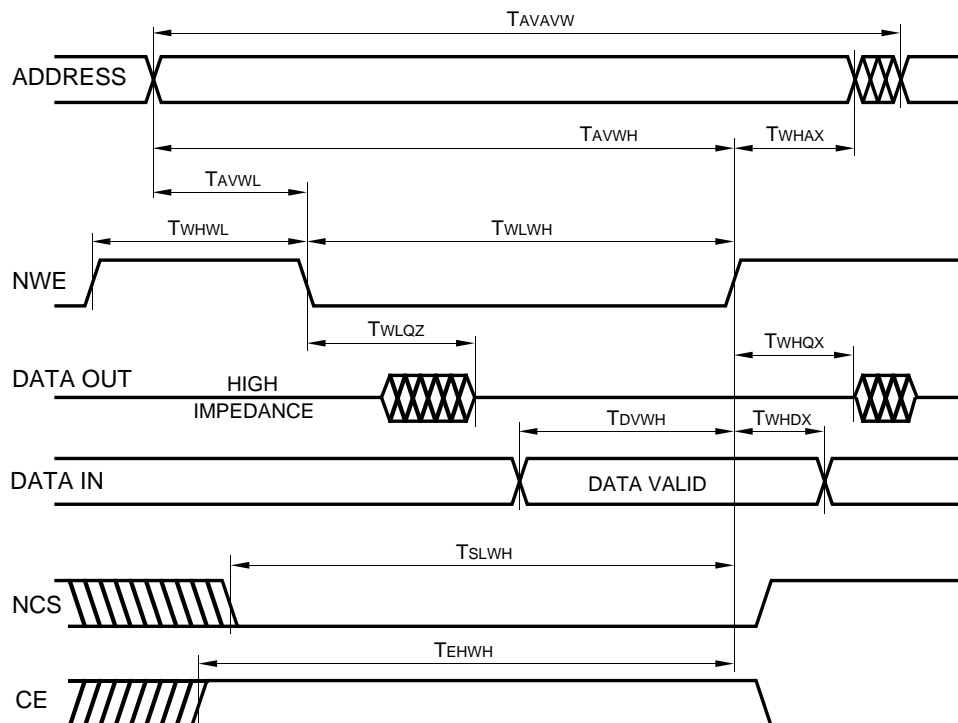 TAVAVW
ADDRESS
TAVWH
TWHAX
TAVWL
TWHWL
TWLWH
NWE
TWLQZ
TWHQX
DATA OUT
HIGH
IMPEDANCE
TDVWH
TWHDX
DATA IN
DATA VALID
TSLWH
NCS
TEHWH
CE